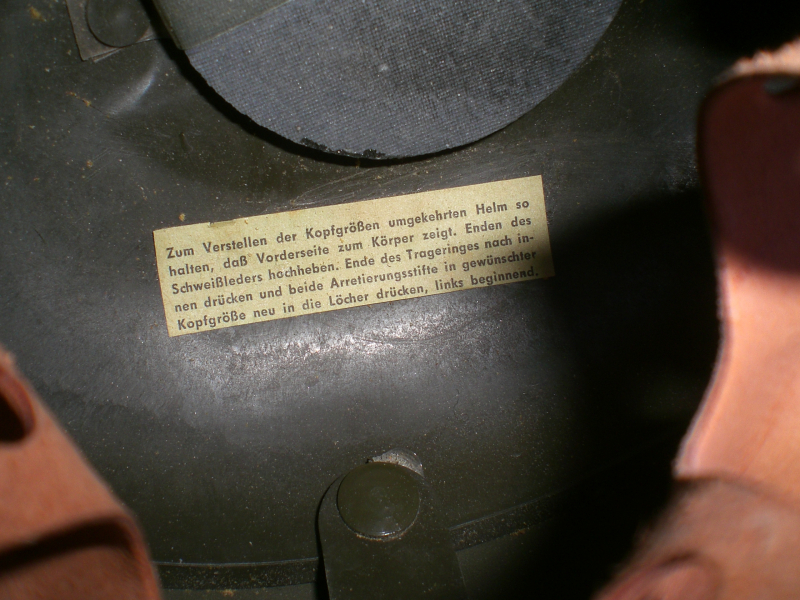 Zum Verstellen der Kopfgrößen umgekehrten Helm so
halten, daß Vorderseite zum Körper zeigt. Enden des
Schweißleders hochheben. Ende des Trageringes nach in-
nen drücken und beide Arretierungsstifte in gewünschter
Kopfgröße neu in die Löcher drücken, links beginnend.